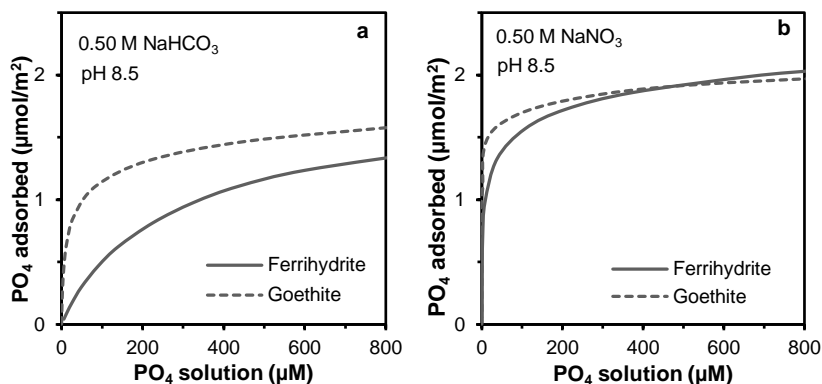 a
0.50 M NaHCO₃
pH 8.5
PO₄ adsorbed (µmol/m²)
2
1
0
Ferrihydrite
Goethite
0 200 400 600 800
PO₄ solution (µM)
b
0.50 M NaNO₃
pH 8.5
PO₄ adsorbed (µmol/m²)
2
1
0
Ferrihydrite
Goethite
0 200 400 600 800
PO₄ solution (µM)